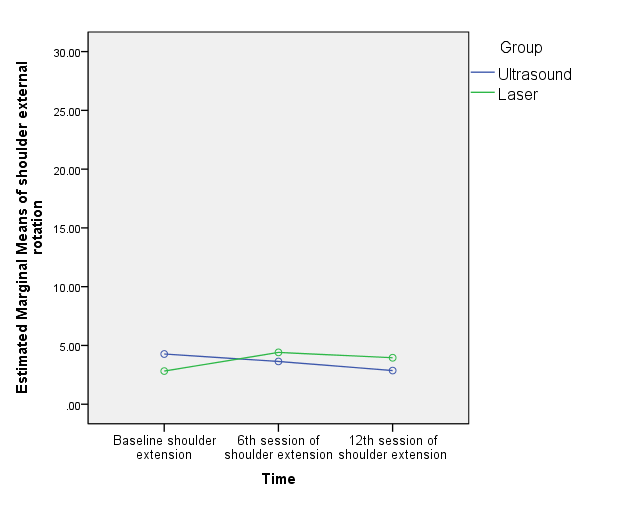 Group
Ultrasound
Laser
Estimated Marginal Means of shoulder external
rotation
30.00
25.00
20.00
15.00
10.00
5.00
.00
Baseline shoulder
extension
6th session of
shoulder extension
12th session of
shoulder extension
Time